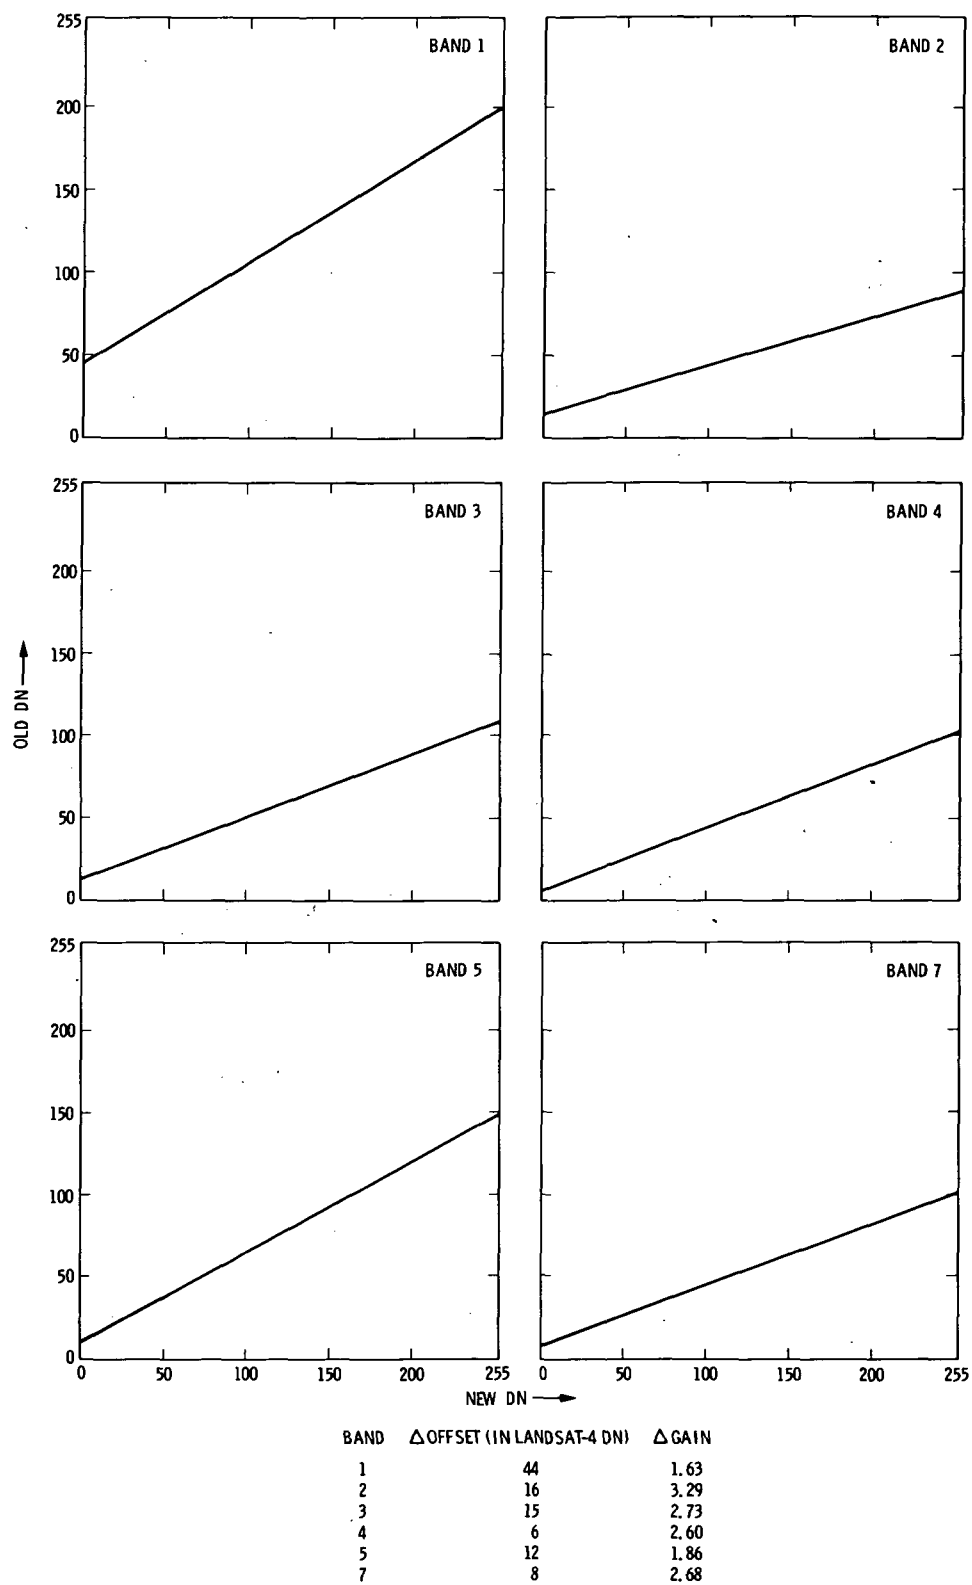 255
BAND 1
BAND 2
200
150
100
50
0
255
BAND 3
BAND 4
200
150
100
50
0
OLD DN
255
BAND 5
BAND 7
200
150
100
50
0
0 50 100 150 200 255 0 50 100 150 200 255
NEW DN
BAND Δ OFFSET (IN LANDSAT-4 DN) Δ GAIN
1 44 1.63
2 16 3.29
3 15 2.73
4 6 2.60
5 12 1.86
7 8 2.68